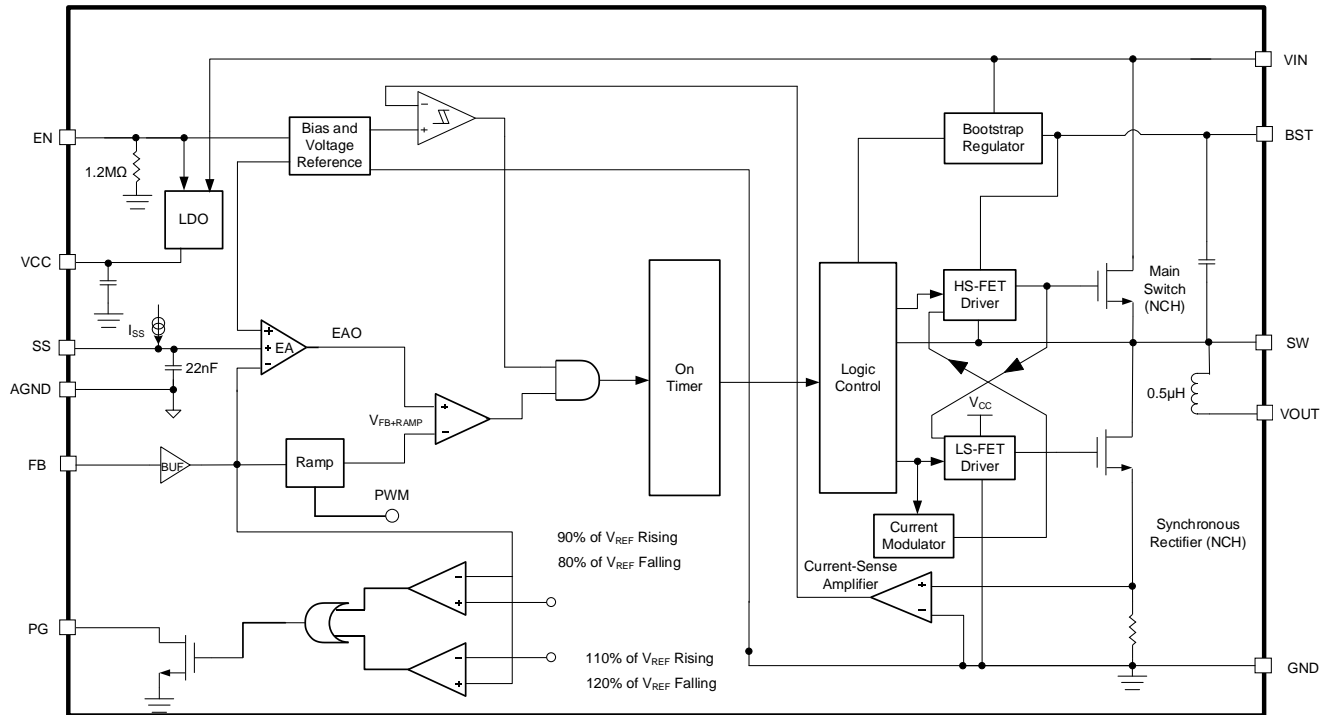 VIN
EN
1.2MΩ
Bias and
Voltage
Reference
-
+
Bootstrap
Regulator
BST
LDO
VCC
Main
Switch
(NCH)
HS-FET
Driver
ISS
SS
22nF
AGND
+
+
-
EA
EAO
On
Timer
Logic
Control
SW
0.5µH
VOUT
VCC
VFB+RAMP
+
-
FB
BUF
Ramp
PWM
LS-FET
Driver
Current
Modulator
Synchronous
Rectifier (NCH)
90% of VREF Rising
80% of VREF Falling
Current-Sense
Amplifier
+
-
-
+
PG
110% of VREF Rising
120% of VREF Falling
-
+
GND